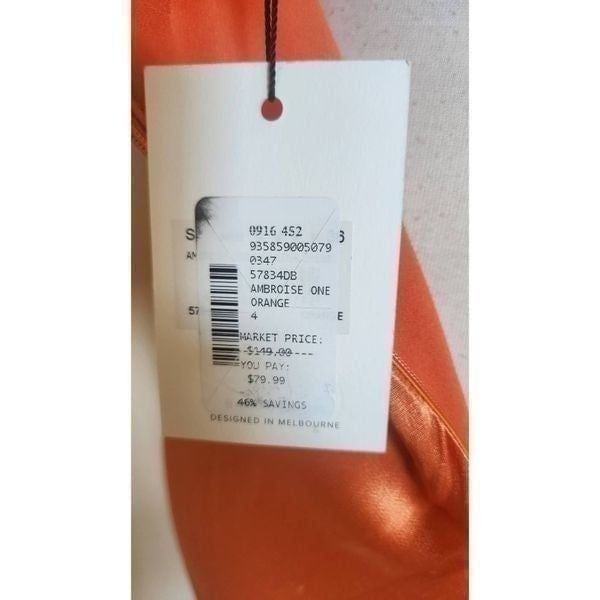 0916 4S2
935859005079
0347
57834DB
AMBROISE ONE
ORANGE
4
MARKET PRICE:
$149.00
YOU PAY:
$79.99
46% SAVINGS
DESIGNED IN MELBOURNE